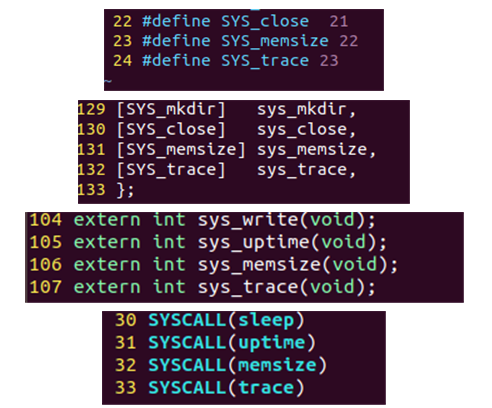 22 #define SYS_close  21
23 #define SYS_memsize 22
24 #define SYS_trace 23
~
129 [SYS_mkdir]   sys_mkdir,
130 [SYS_close]   sys_close,
131 [SYS_memsize] sys_memsize,
132 [SYS_trace]   sys_trace,
133 };
104 extern int sys_write(void);
105 extern int sys_uptime(void);
106 extern int sys_memsize(void);
107 extern int sys_trace(void);
30 SYSCALL(sleep)
31 SYSCALL(uptime)
32 SYSCALL(memsize)
33 SYSCALL(trace)